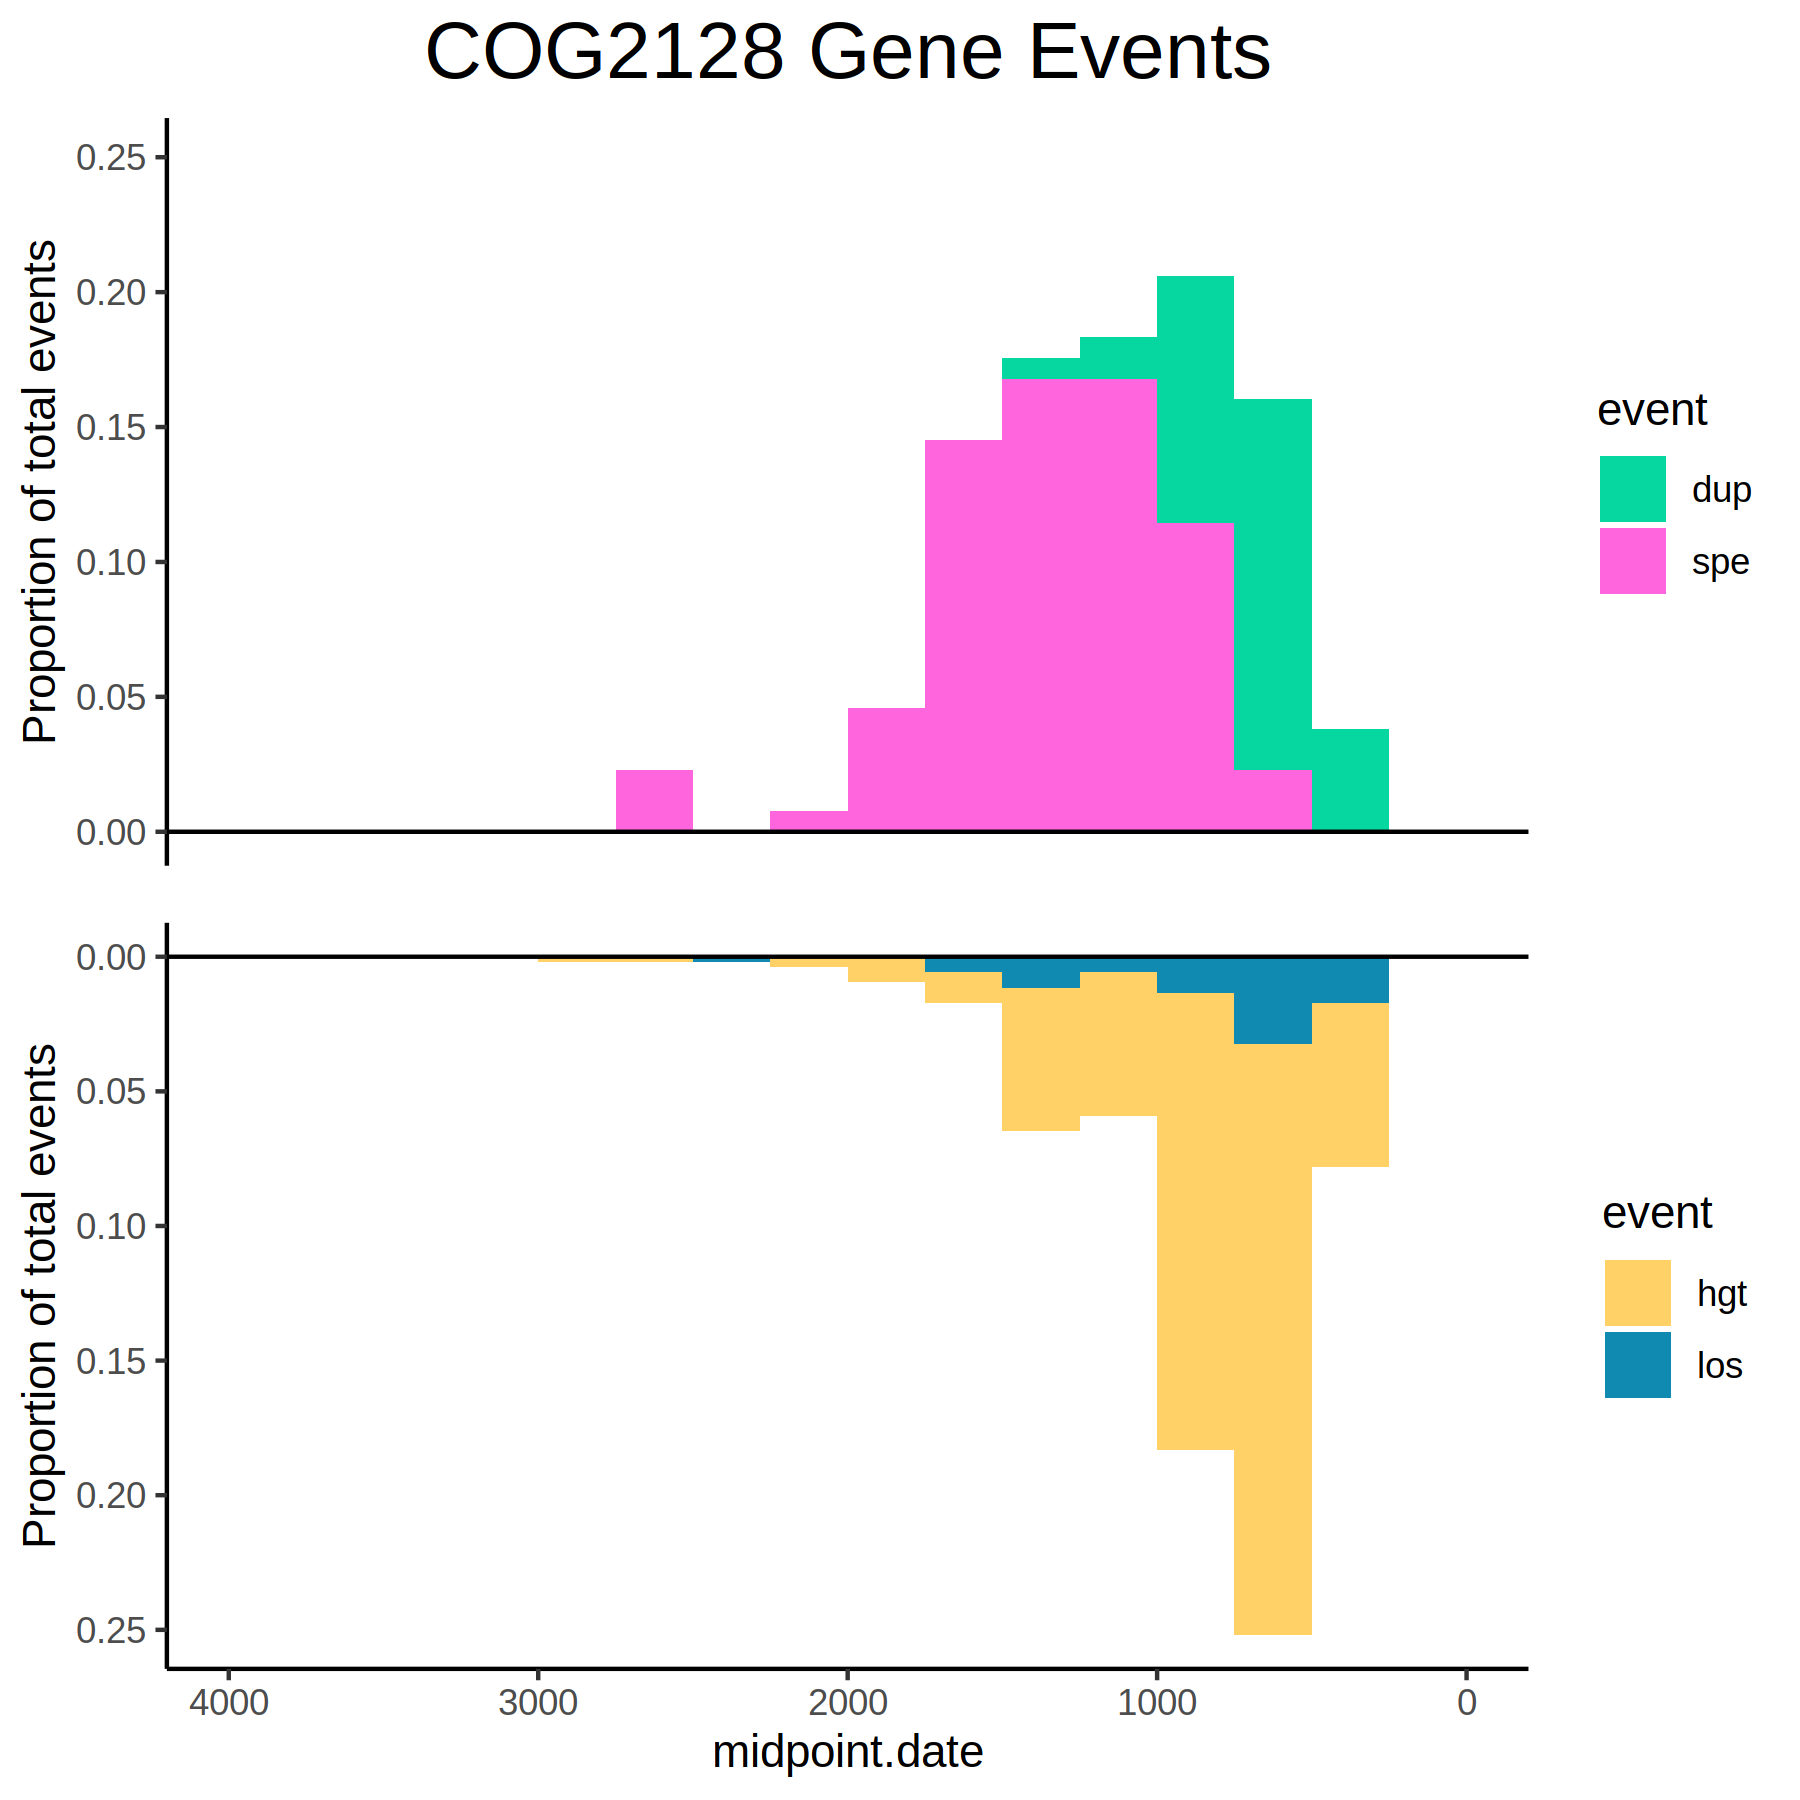 COG2128 Gene Events
0.25
0.20
0.15
0.10
0.05
0.00
Proportion of total events
event
dup
spe
0.00
0.05
0.10
0.15
0.20
0.25
Proportion of total events
event
hgt
los
4000 3000 2000 1000 0
midpoint.date